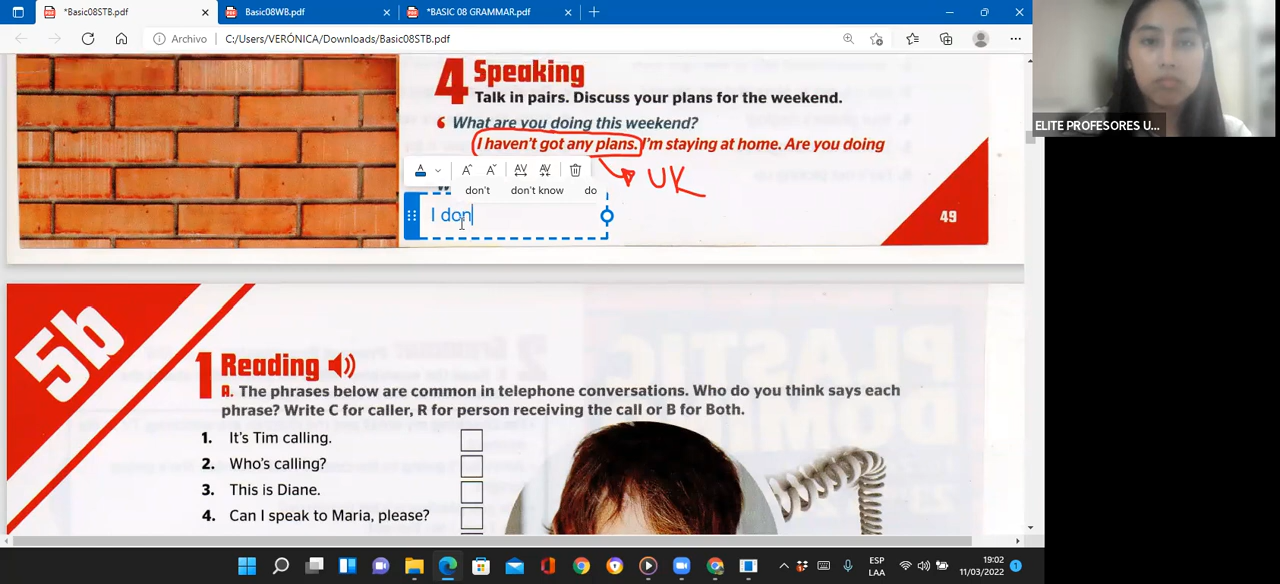 *Basic08STB.pdf
Basic08WB.pdf
*BASIC 08 GRAMMAR.pdf
Archivo
C:/Users/VERÓNICA/Downloads/Basic08STB.pdf
ELITE PROFESORES U...
4 Speaking
Talk in pairs. Discuss your plans for the weekend.
What are you doing this weekend?
I haven't got any plans. I'm staying at home. Are you doing
UK
don't don't know do
I don
49
5b
1 Reading
A. The phrases below are common in telephone conversations. Who do you think says each
phrase? Write C for caller, R for person receiving the call or B for Both.
1. It's Tim calling.
2. Who's calling?
3. This is Diane.
4. Can I speak to Maria, please?
ESP
LAA
19:02
11/03/2022